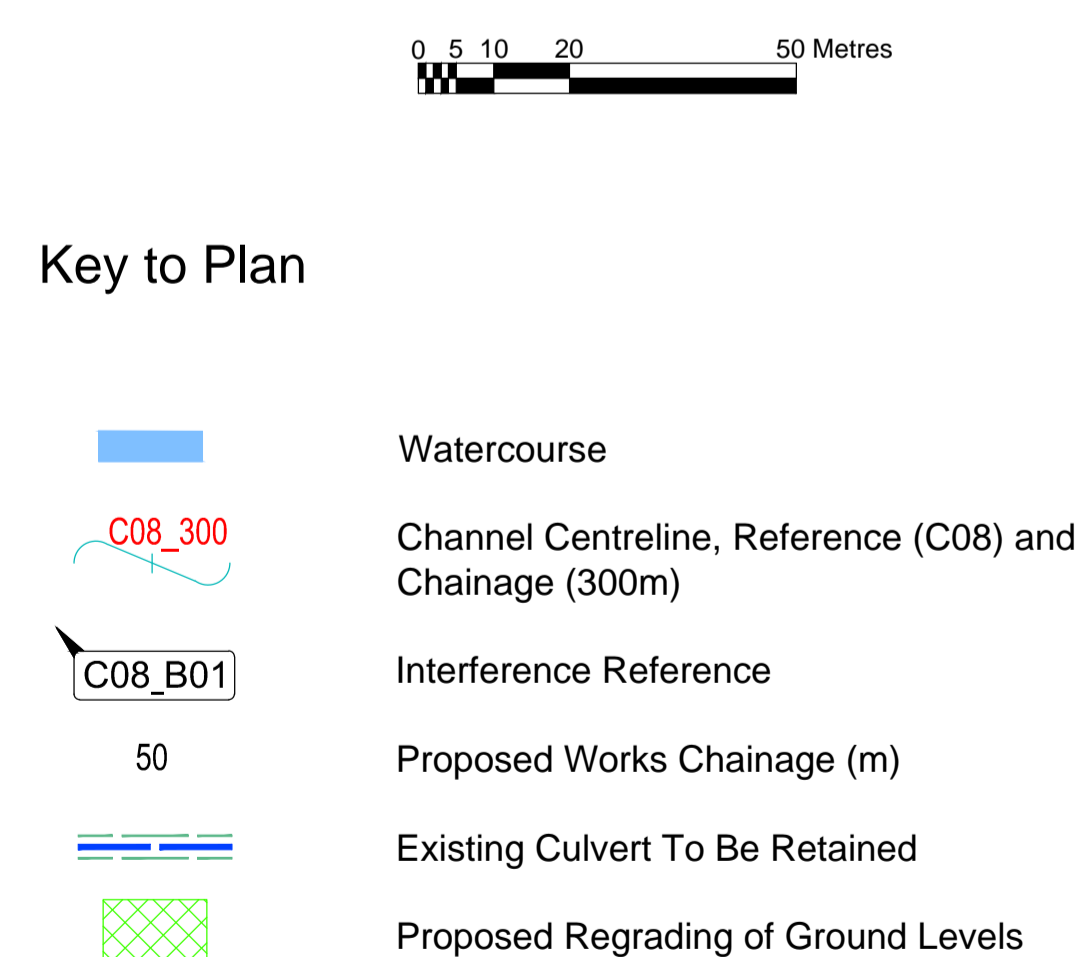 0 5 10 20 50 Metres
Key to Plan
Watercourse
C08_300
Channel Centreline, Reference (C08) and
Chainage (300m)
C08_B01
Interference Reference
50
Proposed Works Chainage (m)
Existing Culvert To Be Retained
Proposed Regrading of Ground Levels